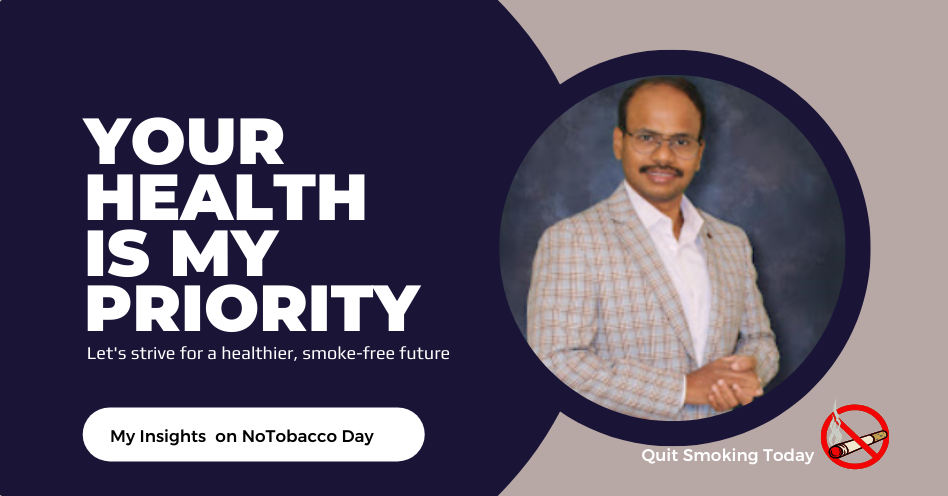 YOUR
HEALTH
IS MY
PRIORITY
Let's strive for a healthier, smoke-free future
My Insights  on NoTobacco Day
Quit Smoking Today